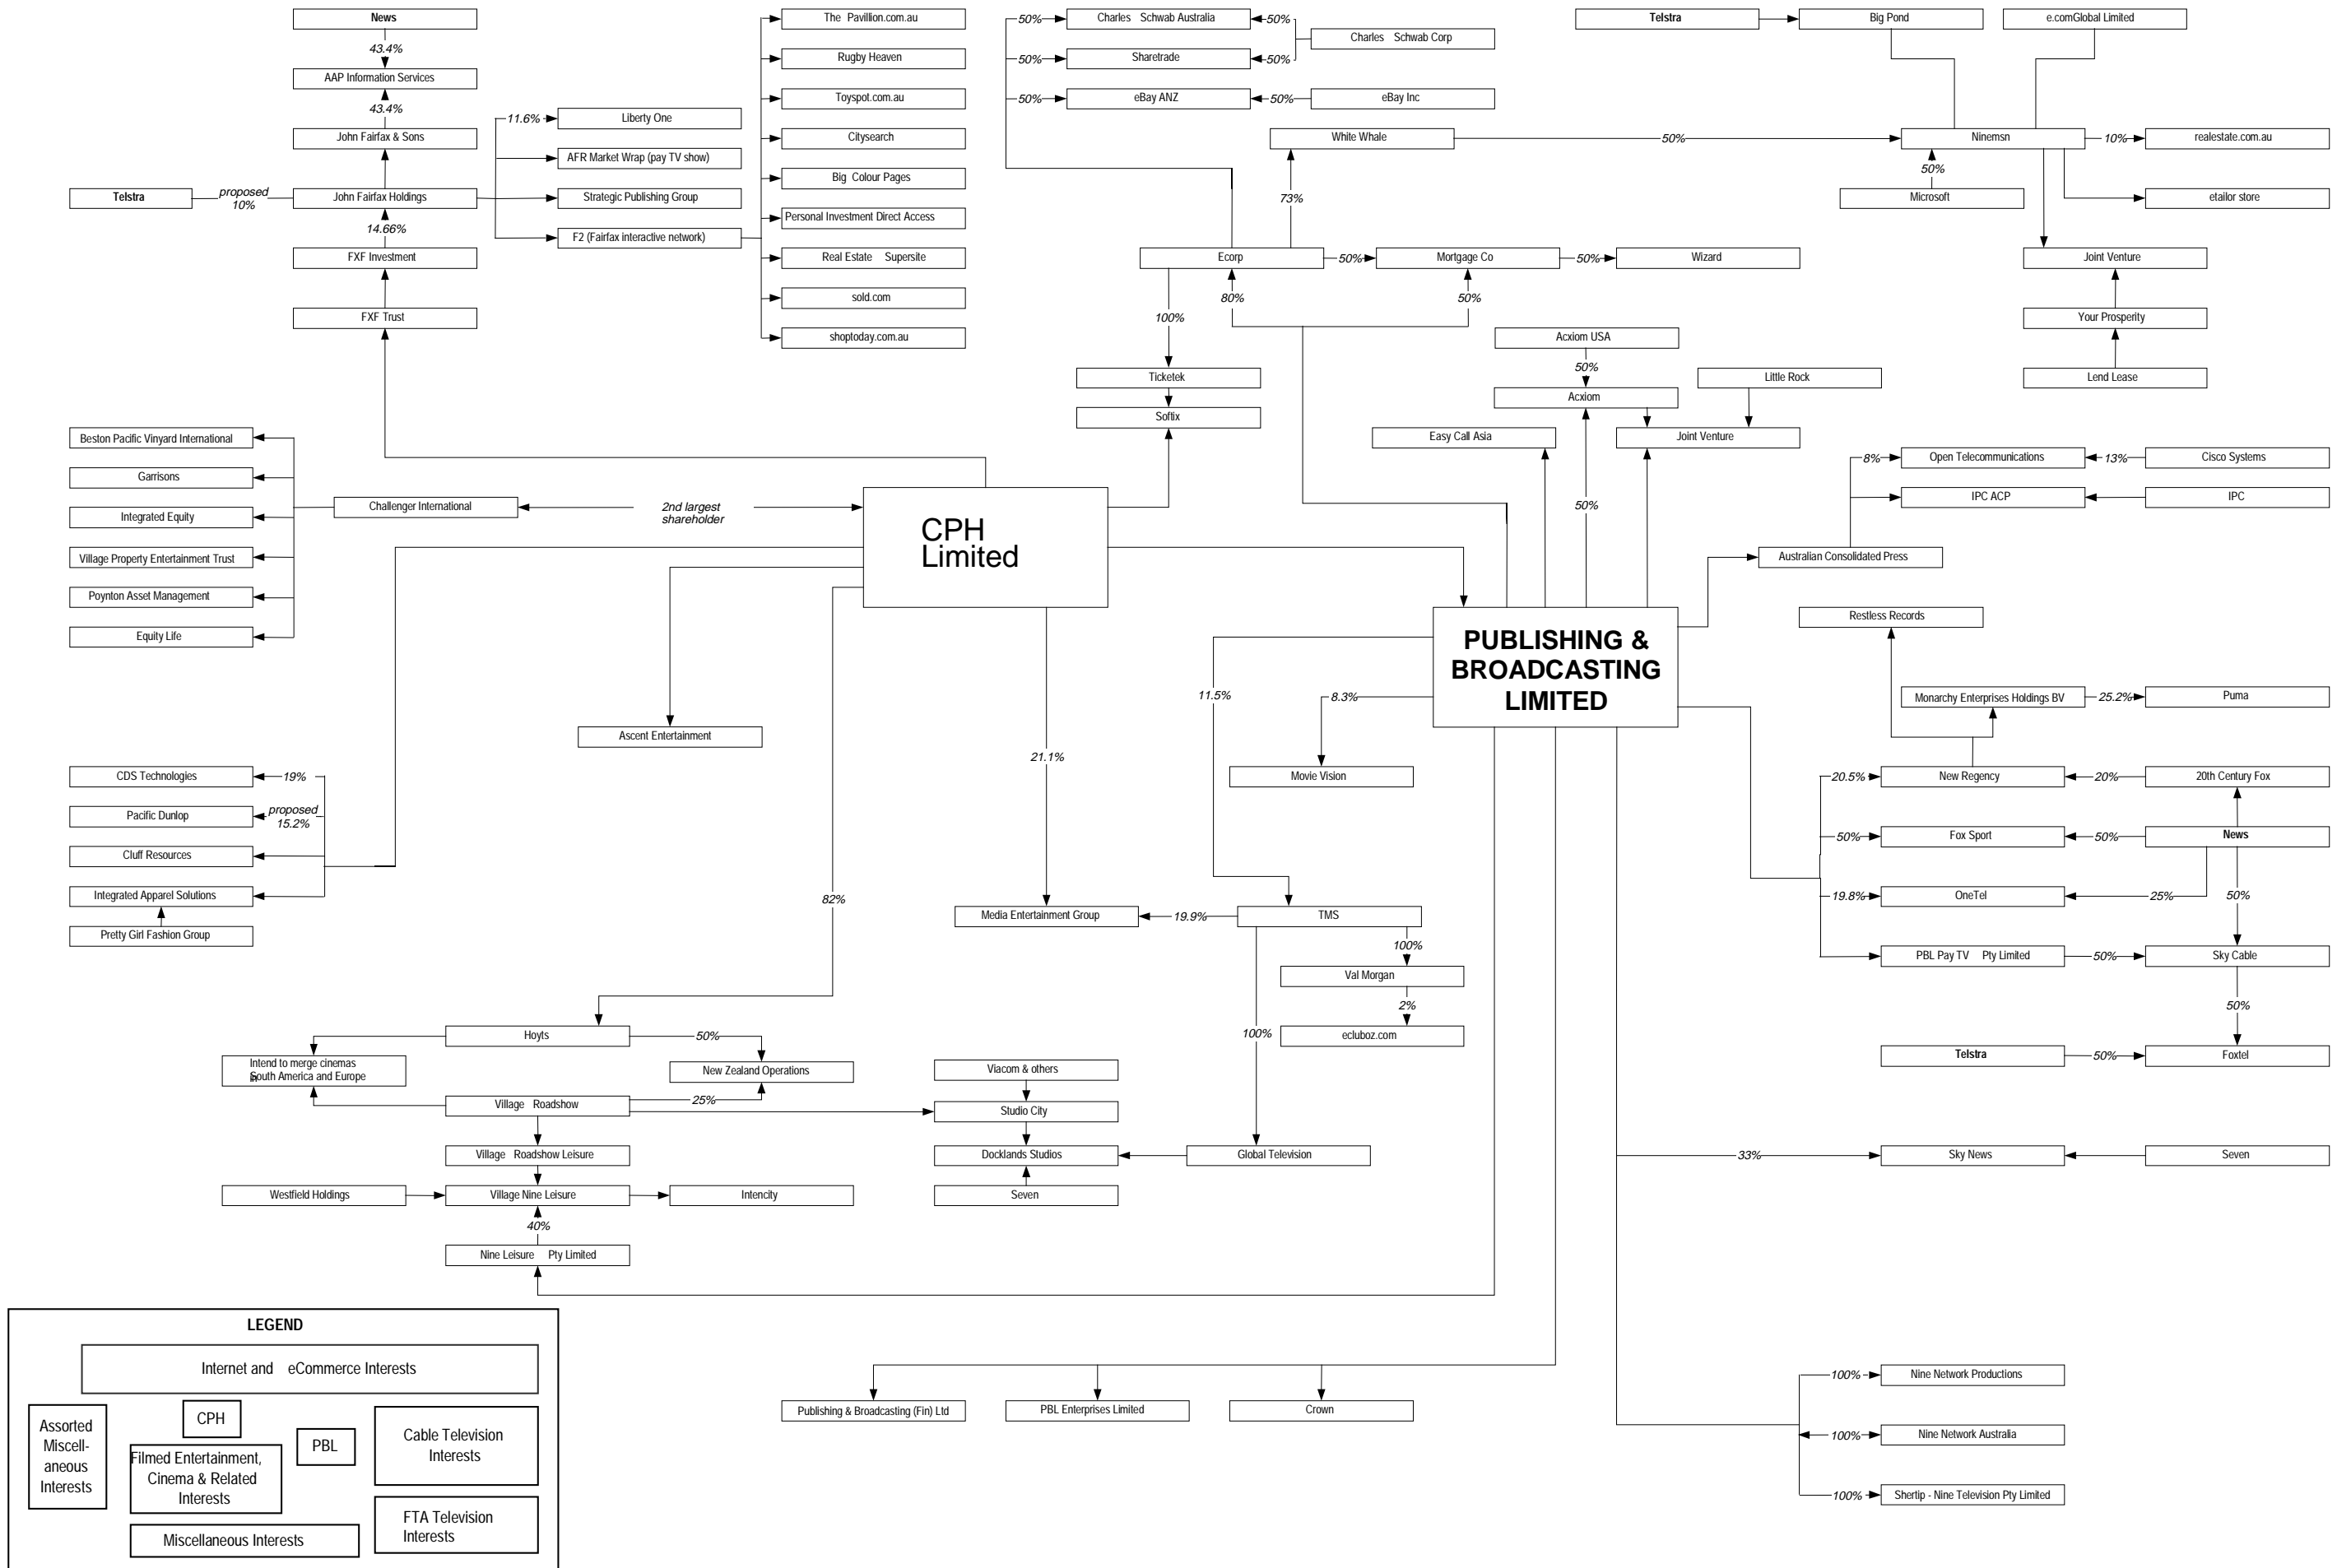 News
43.4%
AAP Information Services
43.4%
John Fairfax & Sons
Telstra
proposed
10%
John Fairfax Holdings
14.66%
FXF Investment
FXF Trust
11.6%
Liberty One
AFR Market Wrap (pay TV show)
Strategic Publishing Group
F2 (Fairfax interactive network)
The Pavillion.com.au
Rugby Heaven
Toyspot.com.au
Citysearch
Big Colour Pages
Personal Investment Direct Access
Real Estate Supersite
sold.com
shoptoday.com.au
50%
Charles Schwab Australia
50%
Charles Schwab Corp
50%
Sharetrade
50%
50%
eBay ANZ
50%
eBay Inc
White Whale
50%
73%
Ecorp
50%
Mortgage Co
50%
Wizard
80%
50%
100%
Ticketek
Softix
Telstra
Big Pond
e.comGlobal Limited
Ninemsn
10%
realestate.com.au
50%
Microsoft
etailor store
Joint Venture
Your Prosperity
Lend Lease
Acxiom USA
50%
Acxiom
Little Rock
Easy Call Asia
Joint Venture
50%
8%
Open Telecommunications
13%
Cisco Systems
IPC ACP
IPC
Australian Consolidated Press
Beston Pacific Vinyard International
Garrisons
Integrated Equity
Village Property Entertainment Trust
Poynton Asset Management
Equity Life
Challenger International
2nd largest
shareholder
CPH
Limited
PUBLISHING &
BROADCASTING
LIMITED
Restless Records
Monarchy Enterprises Holdings BV
25.2%
Puma
20.5%
New Regency
20%
20th Century Fox
50%
Fox Sport
50%
News
19.8%
OneTel
25%
50%
PBL Pay TV Pty Limited
50%
Sky Cable
50%
Telstra
50%
Foxtel
11.5%
8.3%
Movie Vision
Ascent Entertainment
21.1%
CDS Technologies
19%
Pacific Dunlop
proposed
15.2%
Cluff Resources
Integrated Apparel Solutions
Pretty Girl Fashion Group
82%
Media Entertainment Group
19.9%
TMS
100%
Val Morgan
2%
ecluboz.com
100%
Hoyts
50%
Intend to merge cinemas
in
South America and Europe
New Zealand Operations
Village Roadshow
25%
Viacom & others
Studio City
Village Roadshow Leisure
Docklands Studios
Global Television
Westfield Holdings
Village Nine Leisure
Intencity
Seven
40%
Nine Leisure Pty Limited
33%
Sky News
Seven
Publishing & Broadcasting (Fin) Ltd
PBL Enterprises Limited
Crown
100%
Nine Network Productions
100%
Nine Network Australia
100%
Shertip - Nine Television Pty Limited
LEGEND
Internet and eCommerce Interests
Assorted
Miscell-
aneous
Interests
CPH
Filmed Entertainment,
Cinema & Related
Interests
PBL
Cable Television
Interests
Miscellaneous Interests
FTA Television
Interests